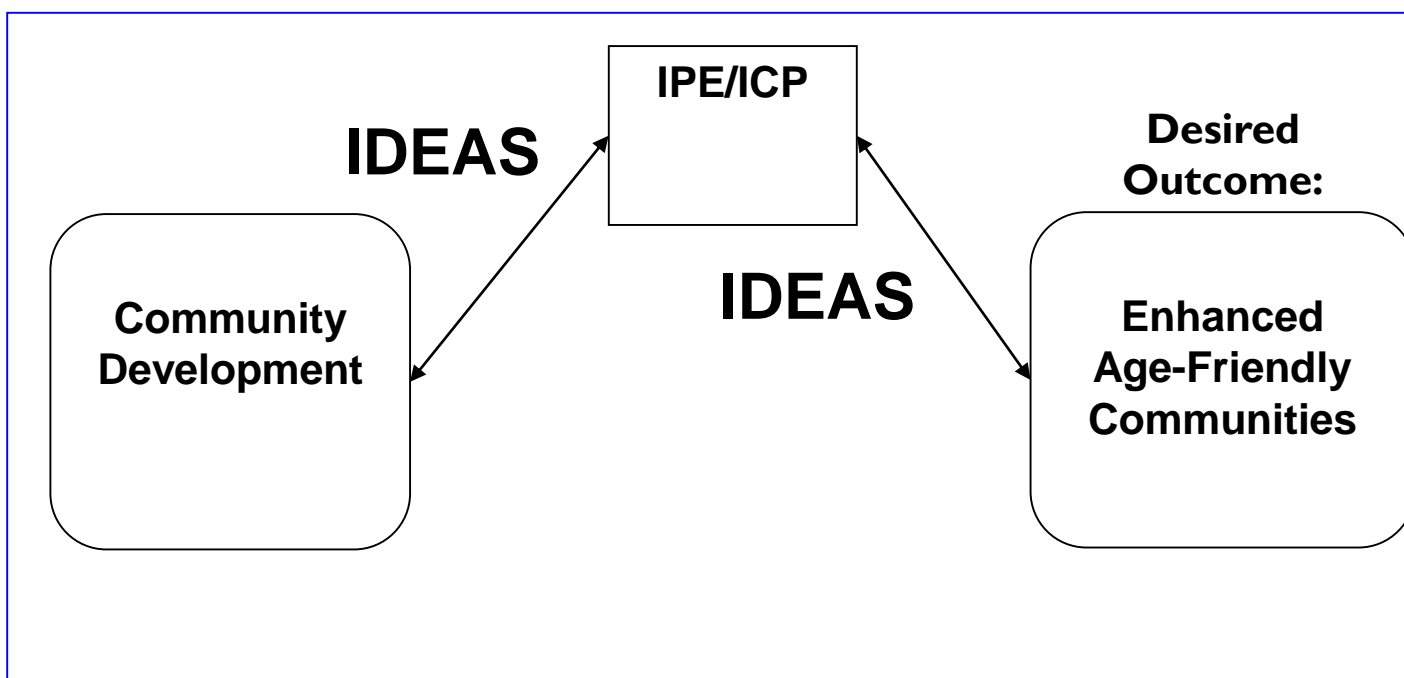 IPE/ICP
IDEAS
Desired
Outcome:
Community
Development
IDEAS
Enhanced
Age-Friendly
Communities